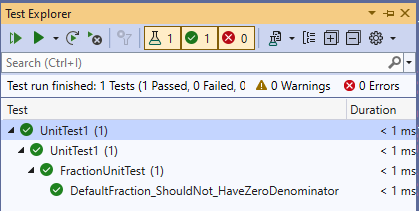 Test Explorer
1 1 0
Search (Ctrl+I)
Test run finished: 1 Tests (1 Passed, 0 Failed, 0 0 Warnings 0 Errors
Test Duration
UnitTest1 (1) < 1 ms
UnitTest1 (1) < 1 ms
FractionUnitTest (1) < 1 ms
DefaultFraction_ShouldNot_HaveZeroDenominator < 1 ms